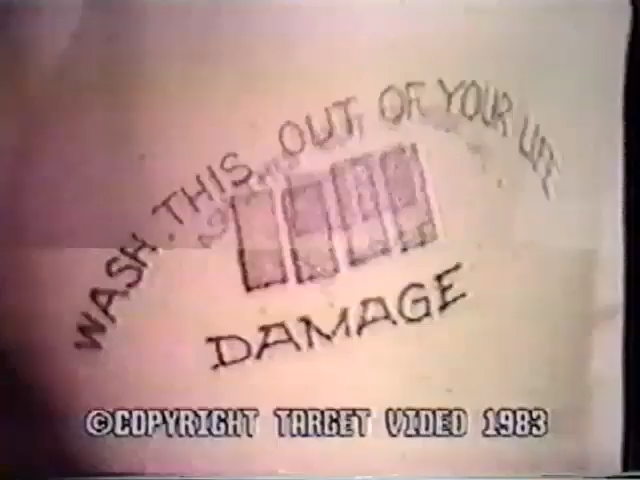 WASH THIS OUT OF YOUR LIFE
DAMAGE
©COPYRIGHT TARGET VIDEO 1983